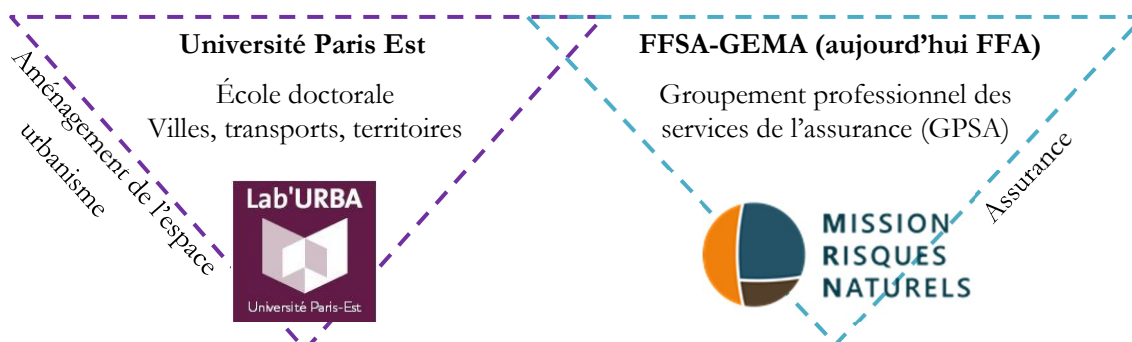 Université Paris Est
École doctorale
Villes, transports, territoires
Aménagement de l'espace
urbanisme
Lab'URBA
Université Paris-Est
FFSA-GEMA (aujourd'hui FFA)
Groupement professionnel des
services de l'assurance (GPSA)
Assurance
MISSION
RISQUES
NATURELS